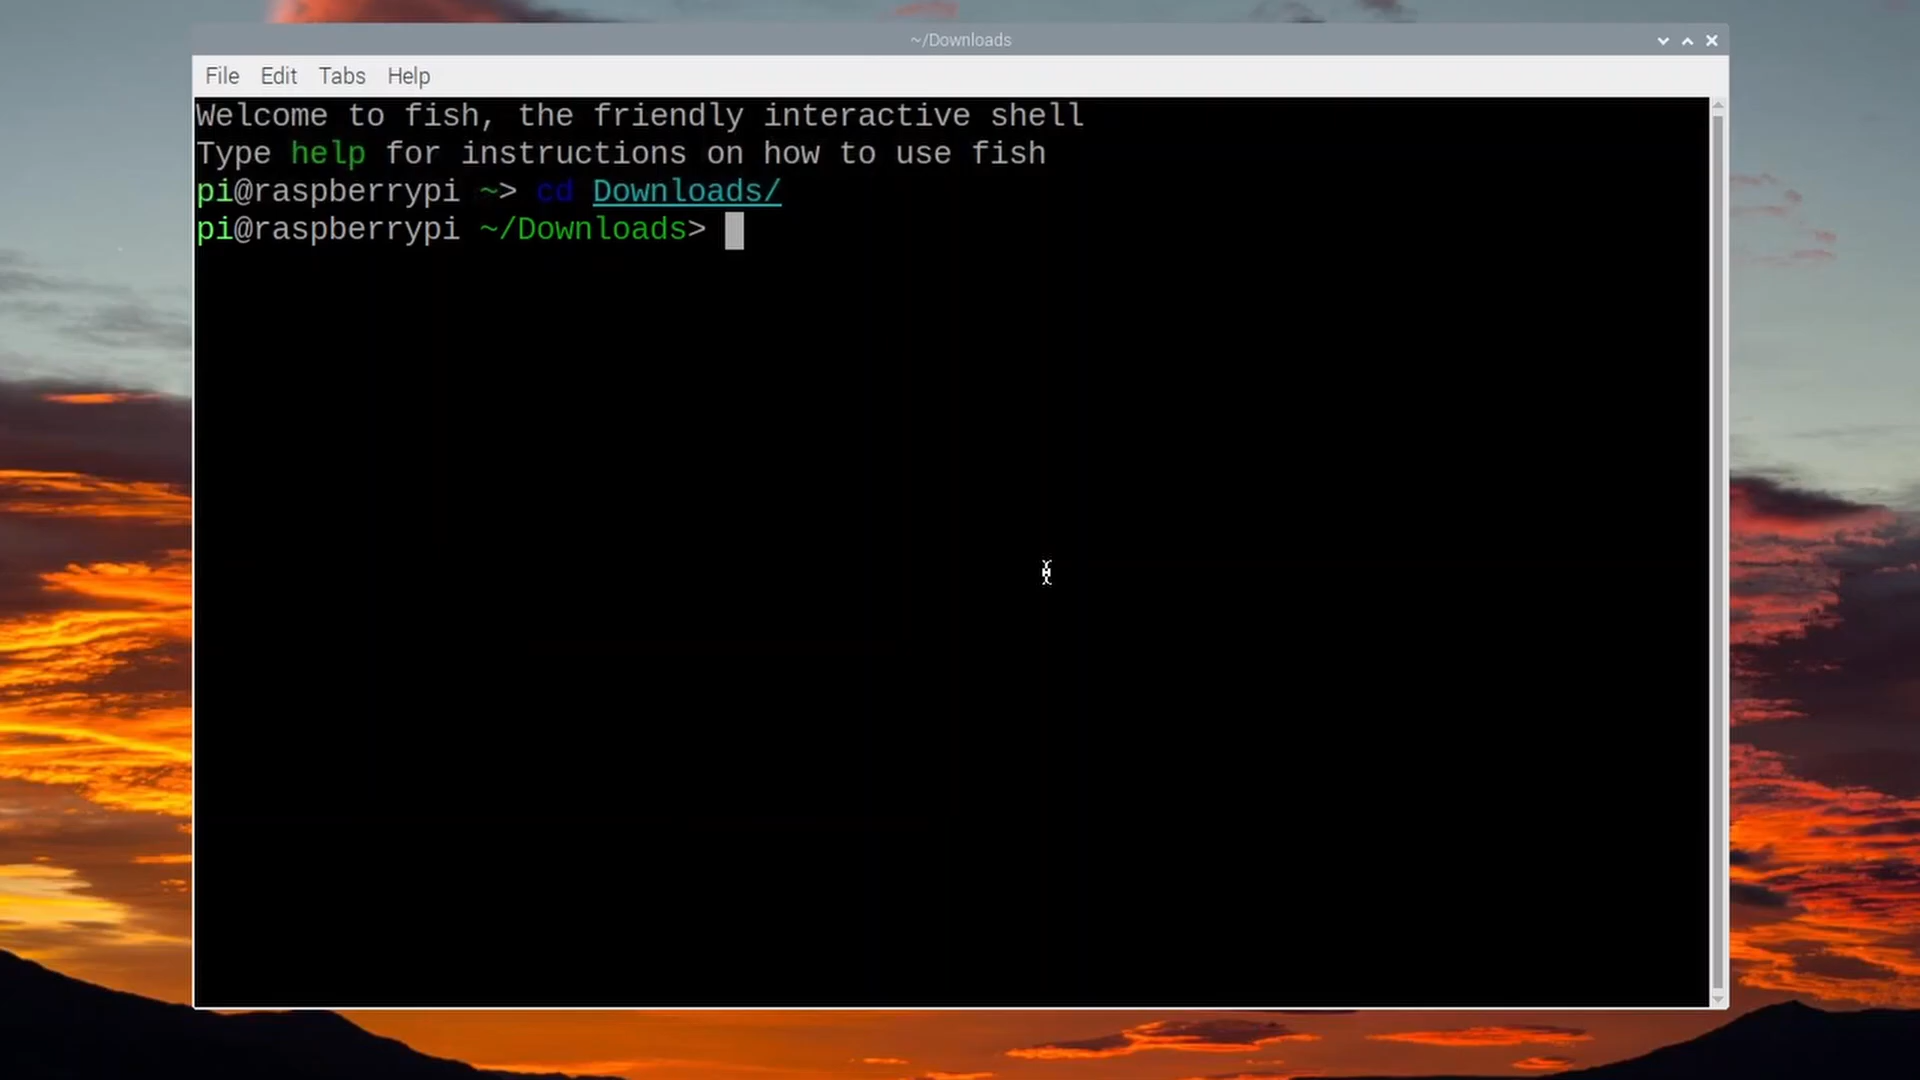 ~/Downloads
File Edit Tabs Help
Welcome to fish, the friendly interactive shell
Type help for instructions on how to use fish
pi@raspberrypi ~> cd Downloads/
pi@raspberrypi ~/Downloads>